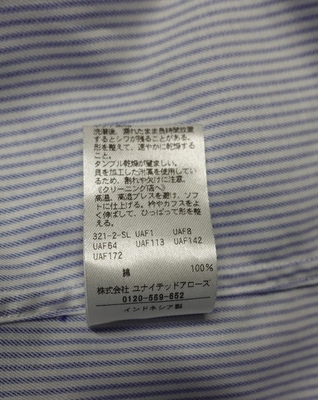 洗濯後、濡れたまま長時間放置
するとシワが残ることがある。
形を整えて、速やかに乾燥する
こと。
タンブル乾燥が望ましい。
貝を加工した釦を使用してい
るため、割れや欠けに注意。
《クリーニング店へ》
高温、高圧プレスを避け、ソフ
トに仕上げる。衿やカフスをよ
く伸ばして、ひっぱって形を整
える。
321-2-SL UAF1 UAF8
UAF64 UAF113 UAF142
UAF172
綿 100%
株式会社 ユナイテッドアローズ
0120-559-652
インドネシア製